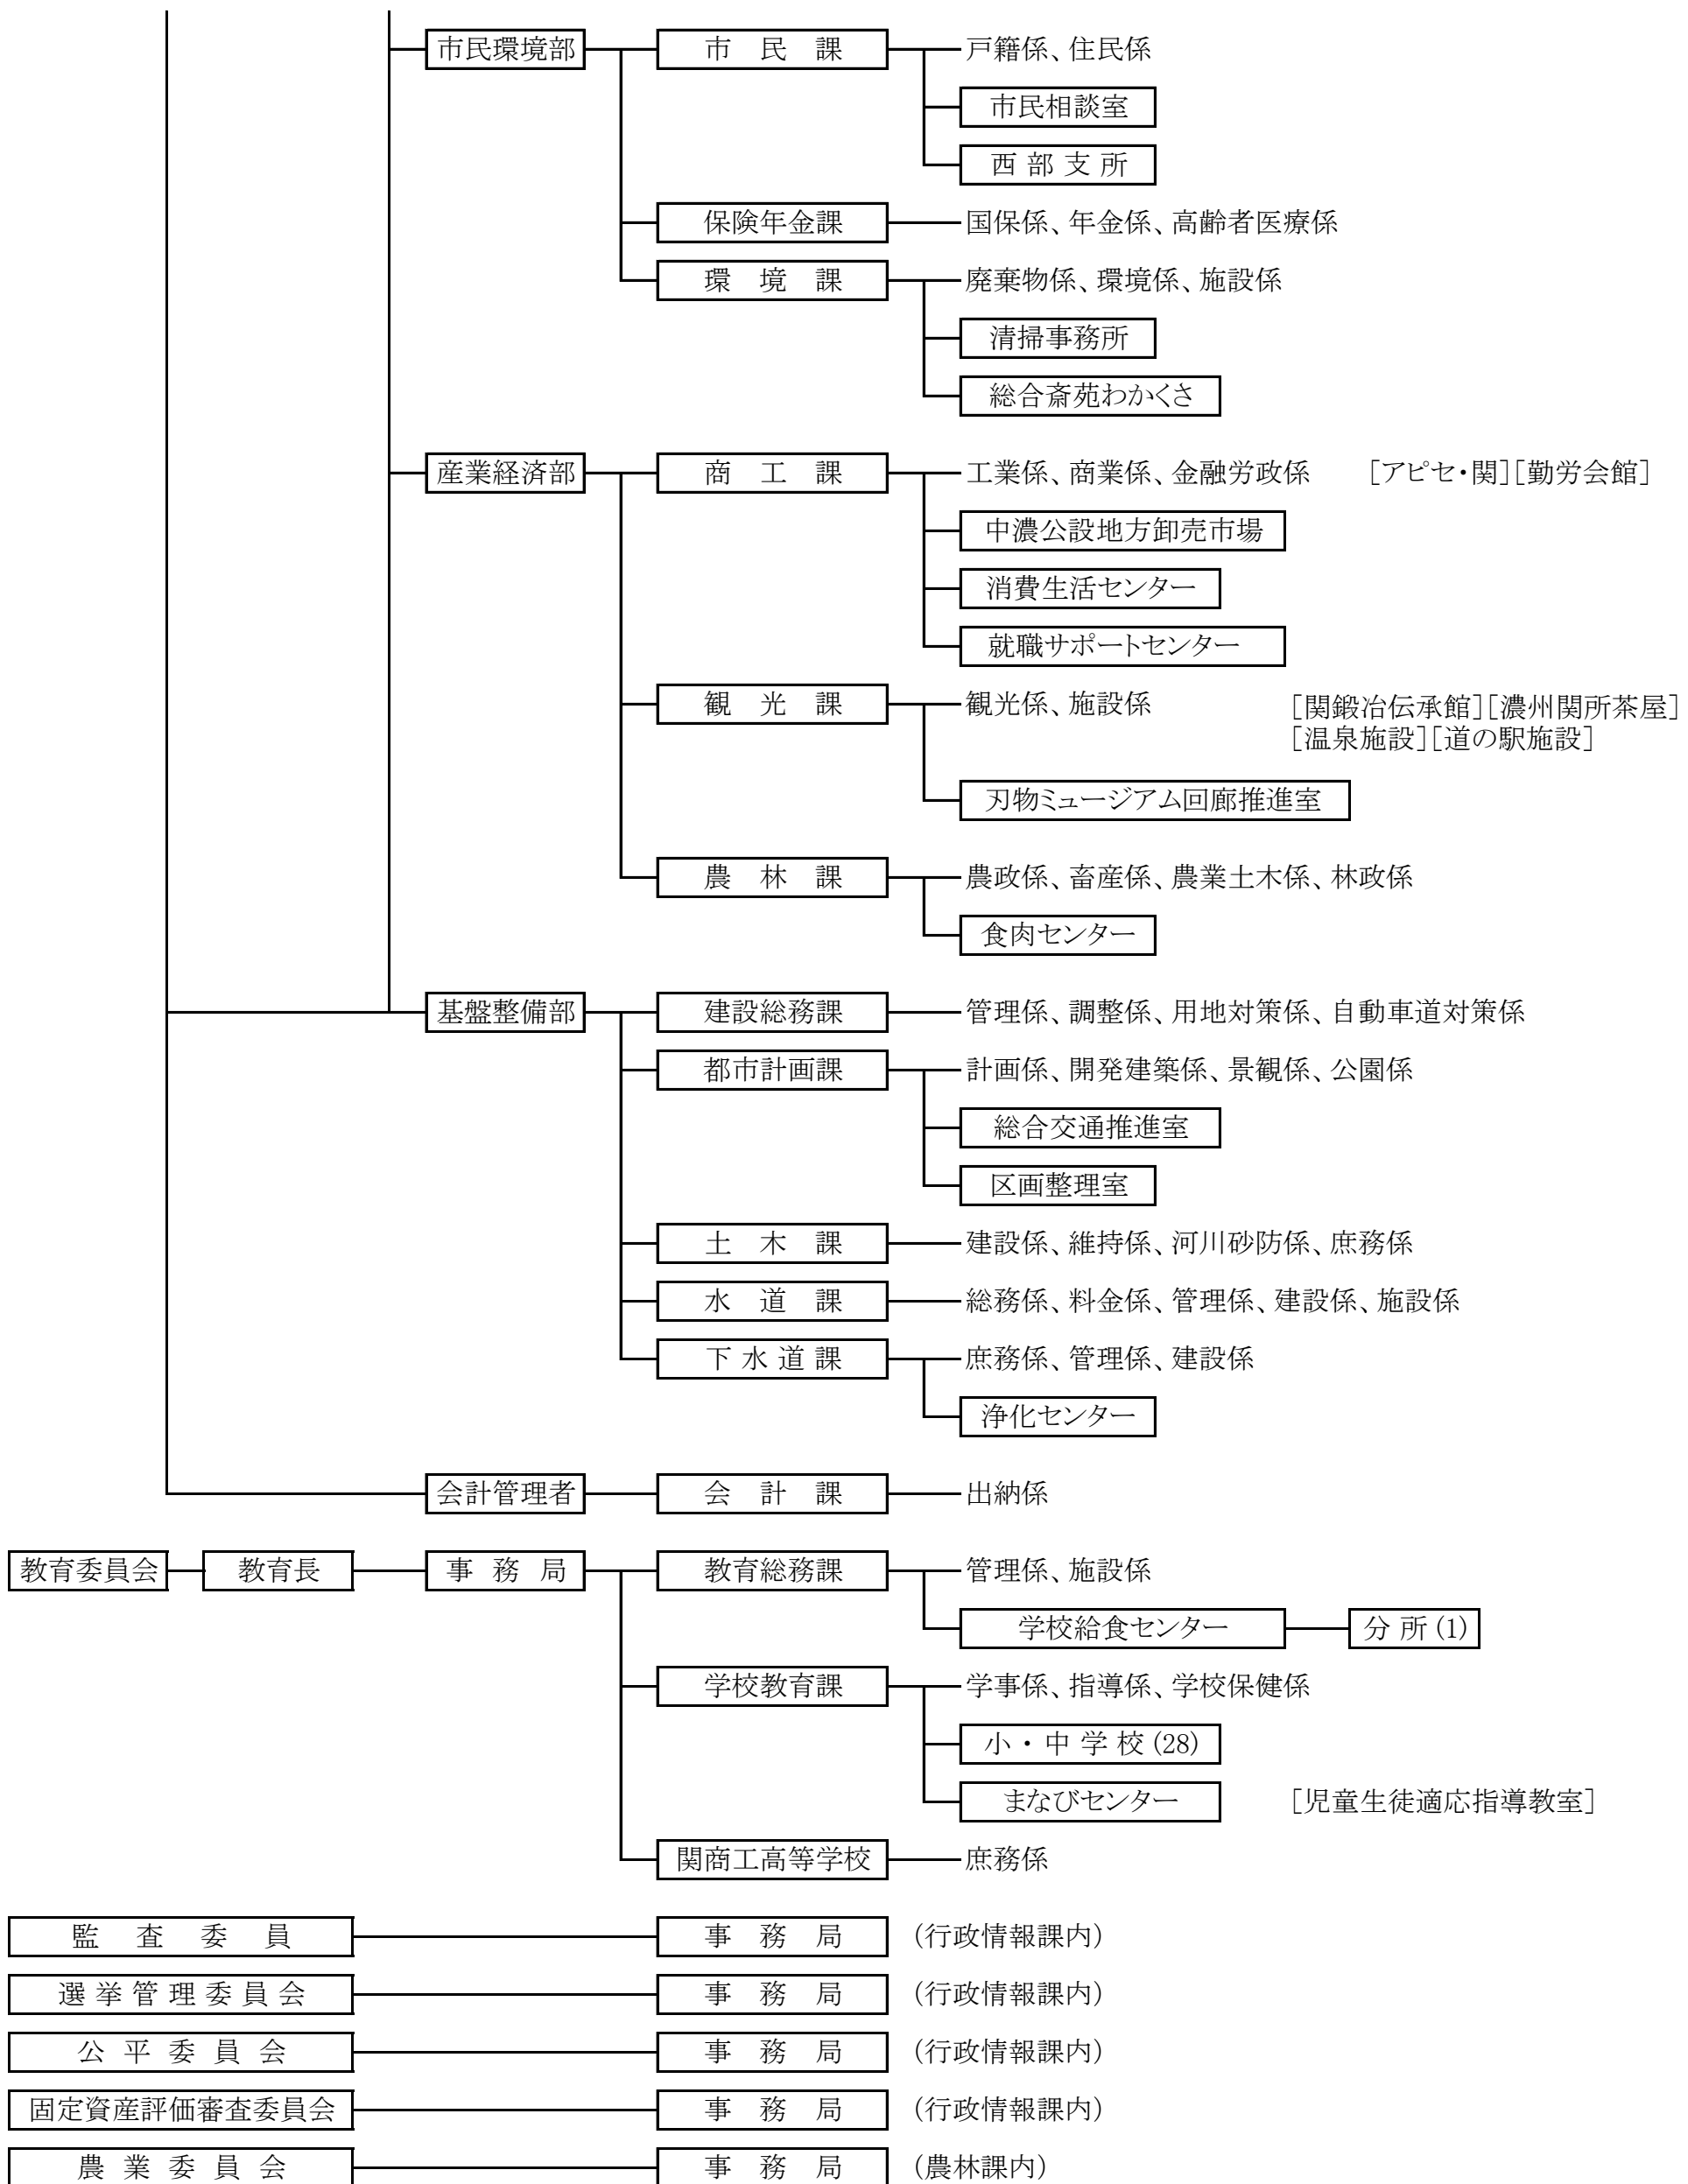 市民環境部 市民課 戸籍係、住民係
市民相談室
西部支所
保険年金課 国保係、年金係、高齢者医療係
環境課 廃棄物係、環境係、施設係
清掃事務所
総合斎苑わかくさ
産業経済部 商工課 工業係、商業係、金融労政係 [アピセ・関][勤労会館]
中濃公設地方卸売市場
消費生活センター
就職サポートセンター
観光課 観光係、施設係 [関鍛冶伝承館][濃州関所茶屋]
[温泉施設][道の駅施設]
刃物ミュージアム回廊推進室
農林課 農政係、畜産係、農業土木係、林政係
食肉センター
基盤整備部 建設総務課 管理係、調整係、用地対策係、自動車道対策係
都市計画課 計画係、開発建築係、景観係、公園係
総合交通推進室
区画整理室
土木課 建設係、維持係、河川砂防係、庶務係
水道課 総務係、料金係、管理係、建設係、施設係
下水道課 庶務係、管理係、建設係
浄化センター
会計管理者 会計課 出納係
教育委員会 教育長 事務局 教育総務課 管理係、施設係
学校給食センター 分所(1)
学校教育課 学事係、指導係、学校保健係
小・中学校(28)
まなびセンター [児童生徒適応指導教室]
関商工高等学校 庶務係
監査委員 事務局 (行政情報課内)
選挙管理委員会 事務局 (行政情報課内)
公平委員会 事務局 (行政情報課内)
固定資産評価審査委員会 事務局 (行政情報課内)
農業委員会 事務局 (農林課内)